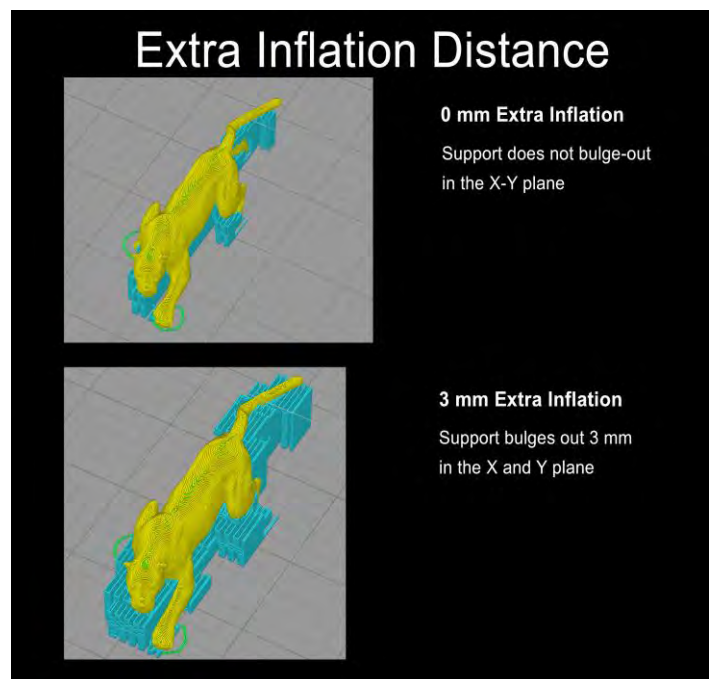 Extra Inflation Distance
0 mm Extra Inflation
Support does not bulge-out
in the X-Y plane
3 mm Extra Inflation
Support bulges out 3 mm
in the X and Y plane